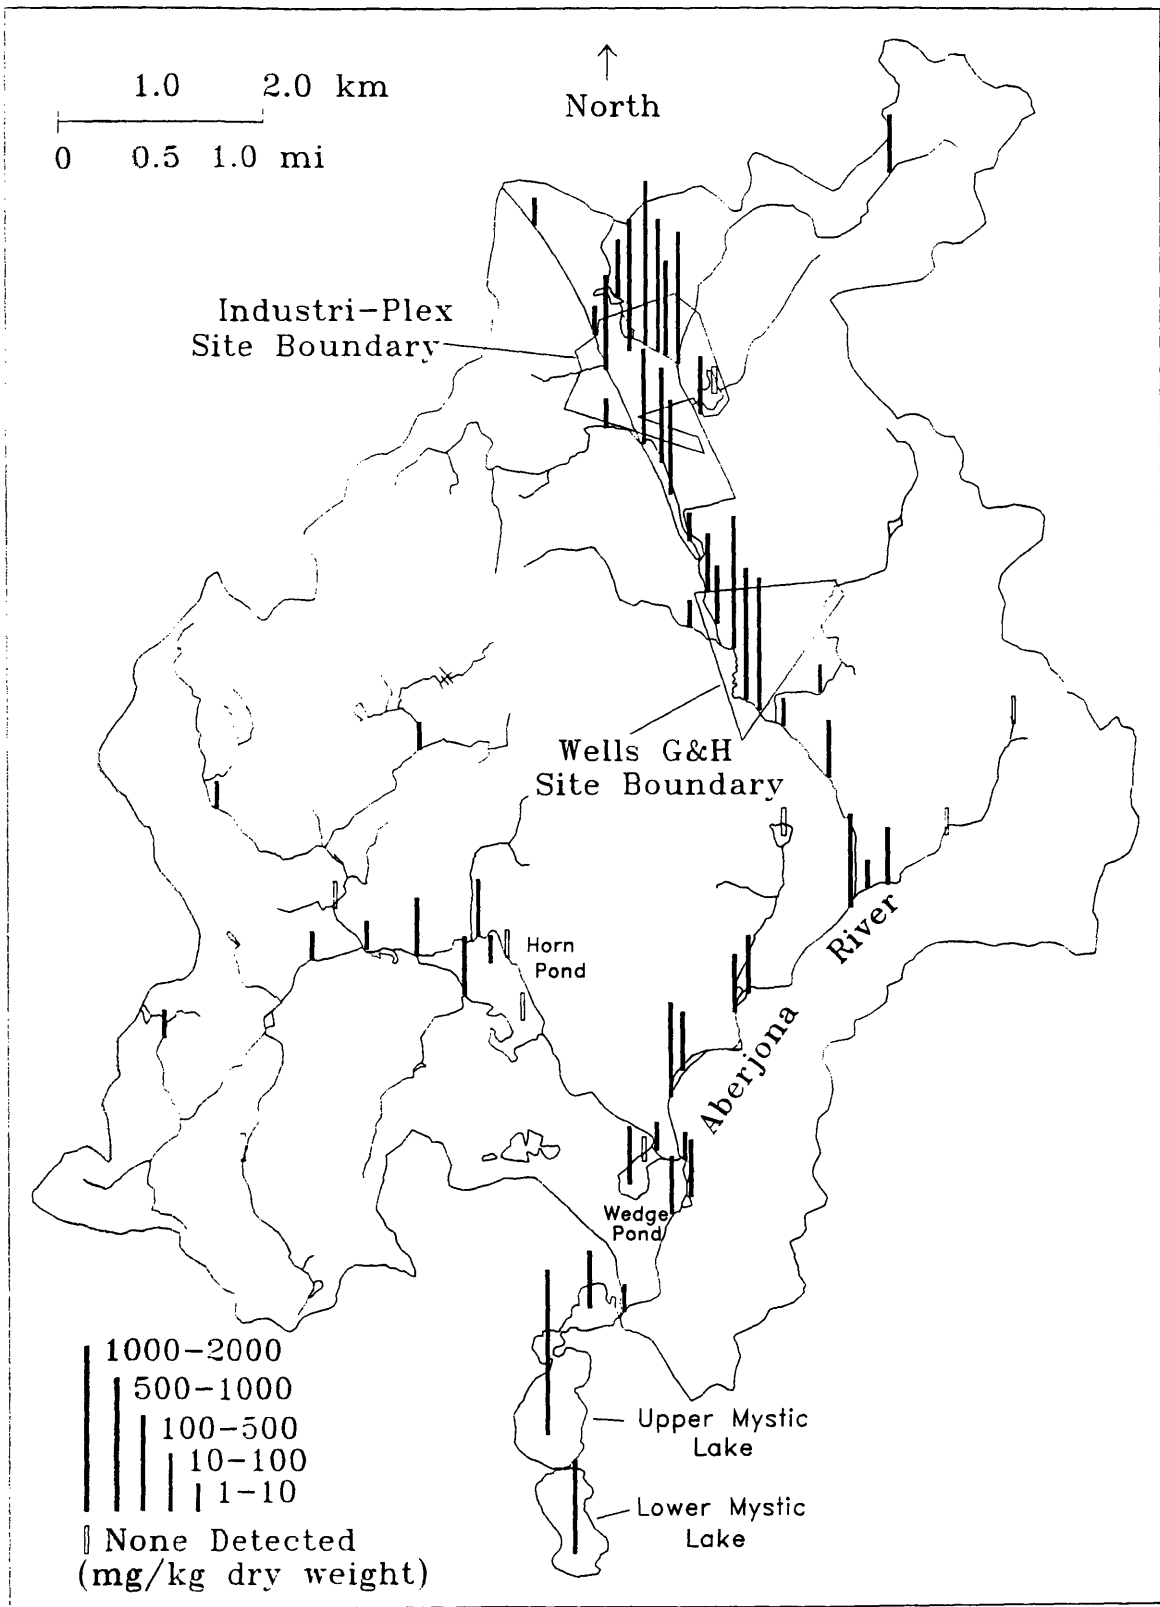 1.0 2.0 km
0 0.5 1.0 mi
North
Industri-Plex
Site Boundary
Wells G&H
Site Boundary
Horn
Pond
River
Aberjona
Wedge
Pond
1000-2000
500-1000
100-500
10-100
1-10
None Detected
(mg/kg dry weight)
Upper Mystic
Lake
Lower Mystic
Lake